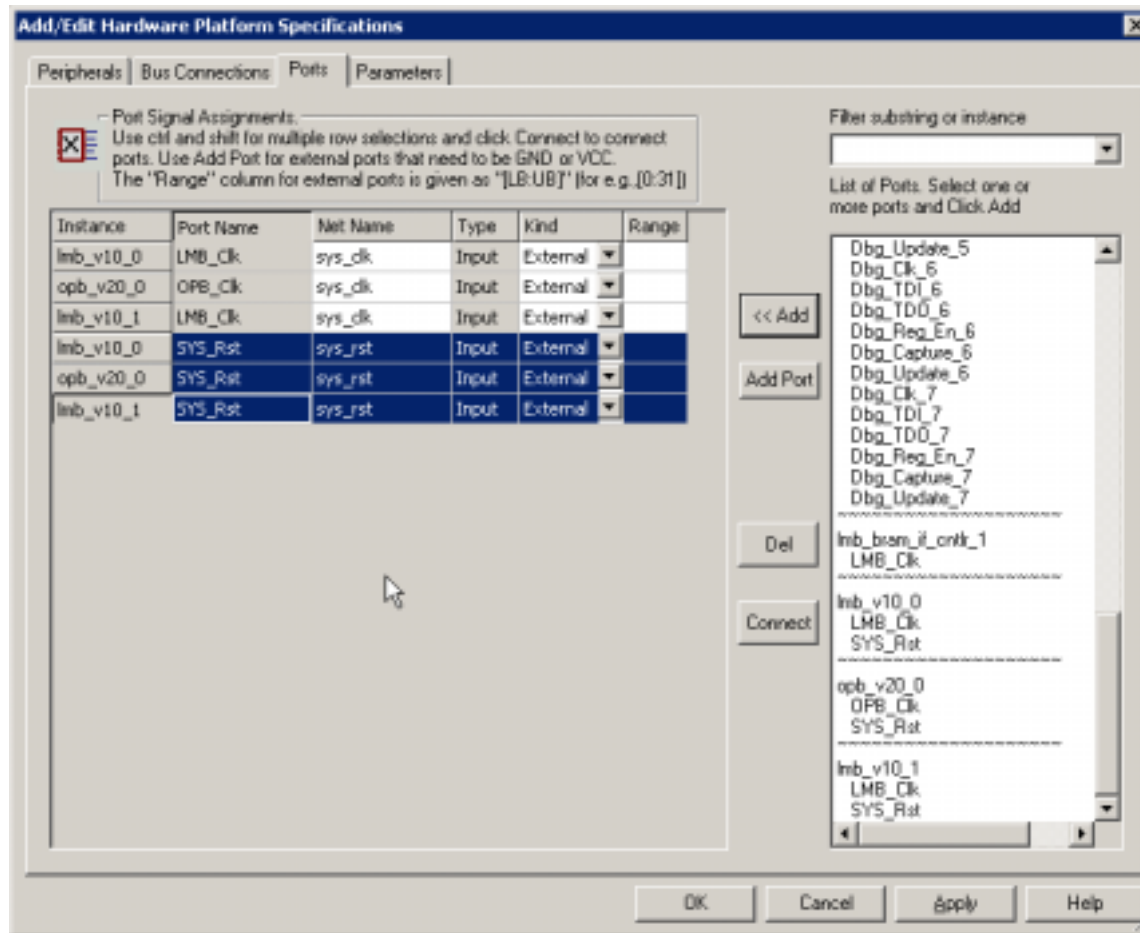 Add/Edit Hardware Platform Specifications
Peripherals Bus Connections Ports Parameters
Port Signal Assignments.
Use ctrl and shift for multiple row selections and click Connect to connect
ports. Use Add Port for external ports that need to be GND or VCC.
The "Range" column for external ports is given as "[LB:UB]" (for e.g.,[0:31])
Instance Port Name Net Name Type Kind Range
lmb_v10_0 LMB_Clk sys_clk Input External
opb_v20_0 OPB_Clk sys_clk Input External
lmb_v10_1 LMB_Clk sys_clk Input External
lmb_v10_0 SYS_Rst sys_rst Input External
opb_v20_0 SYS_Rst sys_rst Input External
lmb_v10_1 SYS_Rst sys_rst Input External
<< Add
Add Port
Del
Connect
Filter substring or instance
List of Ports. Select one or
more ports and Click Add
Dbg_Update_5
Dbg_Clk_6
Dbg_TDI_6
Dbg_TDO_6
Dbg_Reg_En_6
Dbg_Capture_6
Dbg_Update_6
Dbg_Clk_7
Dbg_TDI_7
Dbg_TDO_7
Dbg_Reg_En_7
Dbg_Capture_7
Dbg_Update_7
~~~~~~~~~~~~~~~~~~~~~~~~~
lmb_bram_if_cntlr_1
LMB_Clk
~~~~~~~~~~~~~~~~~~~~~~~~~
lmb_v10_0
LMB_Clk
SYS_Rst
~~~~~~~~~~~~~~~~~~~~~~~~~
opb_v20_0
OPB_Clk
SYS_Rst
~~~~~~~~~~~~~~~~~~~~~~~~~
lmb_v10_1
LMB_Clk
SYS_Rst
OK Cancel Apply Help